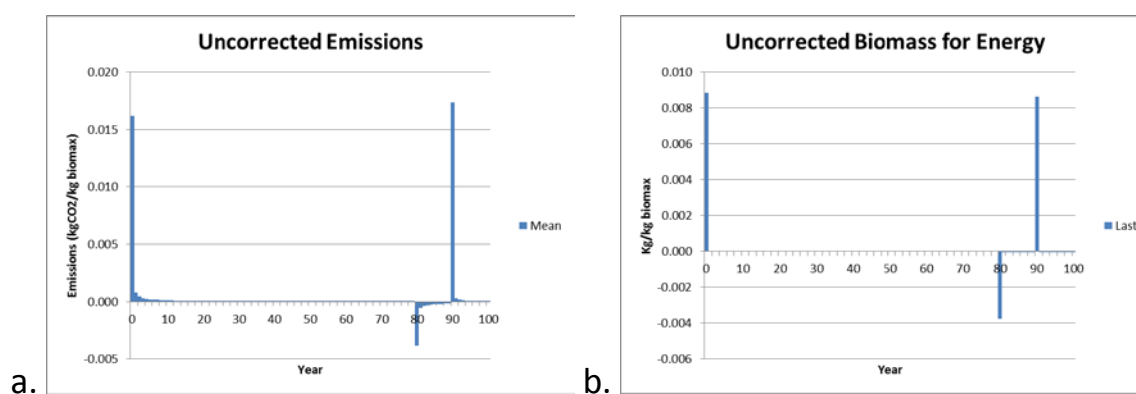 Uncorrected Emissions
0.020
0.015
0.010
0.005
0.000
-0.005
0 10 20 30 40 50 60 70 80 90 100
Emissions (kgCO2/kg biomax)
Year
Mean
a.
Uncorrected Biomass for Energy
0.010
0.008
0.006
0.004
0.002
0.000
-0.002
-0.004
-0.006
0 10 20 30 40 50 60 70 80 90 100
Kg/kg biomax
Year
Last
b.